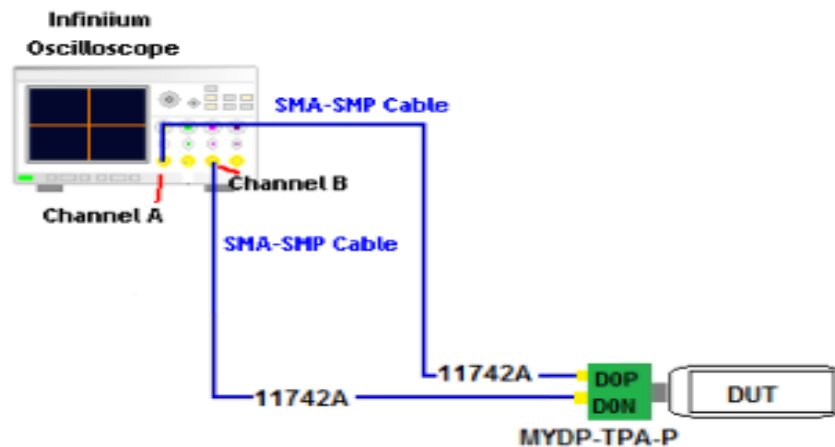 Infiniium
Oscilloscope
SMA-SMP Cable
Channel B
Channel A
SMA-SMP Cable
11742A
11742A
D0P
D0N
DUT
MYDP-TPA-P